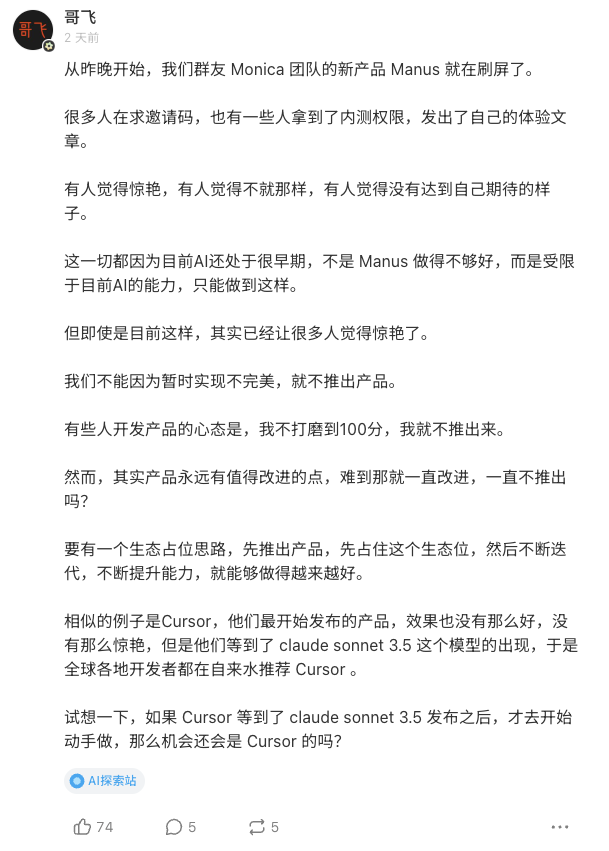 哥飞
哥飞
2 天前
从昨晚开始，我们群友 Monica 团队的新产品 Manus 就在刷屏了。
很多人在求邀请码，也有一些人拿到了内测权限，发出了自己的体验文
章。
有人觉得惊艳，有人觉得不就那样，有人觉得没有达到自己期待的样
子。
这一切都因为目前AI还处于很早期，不是 Manus 做得不够好，而是受限
于目前AI的能力，只能做到这样。
但即使是目前这样，其实已经让很多人觉得惊艳了。
我们不能因为暂时实现不完美，就不推出产品。
有些人开发产品的心态是，我不打磨到100分，我就不推出来。
然而，其实产品永远有值得改进的点，难到那就一直改进，一直不推出
吗？
要有一个生态占位思路，先推出产品，先占住这个生态位，然后不断迭
代，不断提升能力，就能够做得越来越好。
相似的例子是Cursor，他们最开始发布的产品，效果也没有那么好，没
有那么惊艳，但是他们等到了 claude sonnet 3.5 这个模型的出现，于是
全球各地开发者都在自来水推荐 Cursor 。
试想一下，如果 Cursor 等到了 claude sonnet 3.5 发布之后，才去开始
动手做，那么机会还会是 Cursor 的吗？
AI探索站
74 5 5